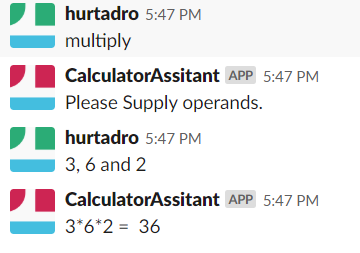 hurtadro 5:47 PM
multiply
CalculatorAssitant APP 5:47 PM
Please Supply operands.
hurtadro 5:47 PM
3, 6 and 2
CalculatorAssitant APP 5:47 PM
3*6*2 = 36